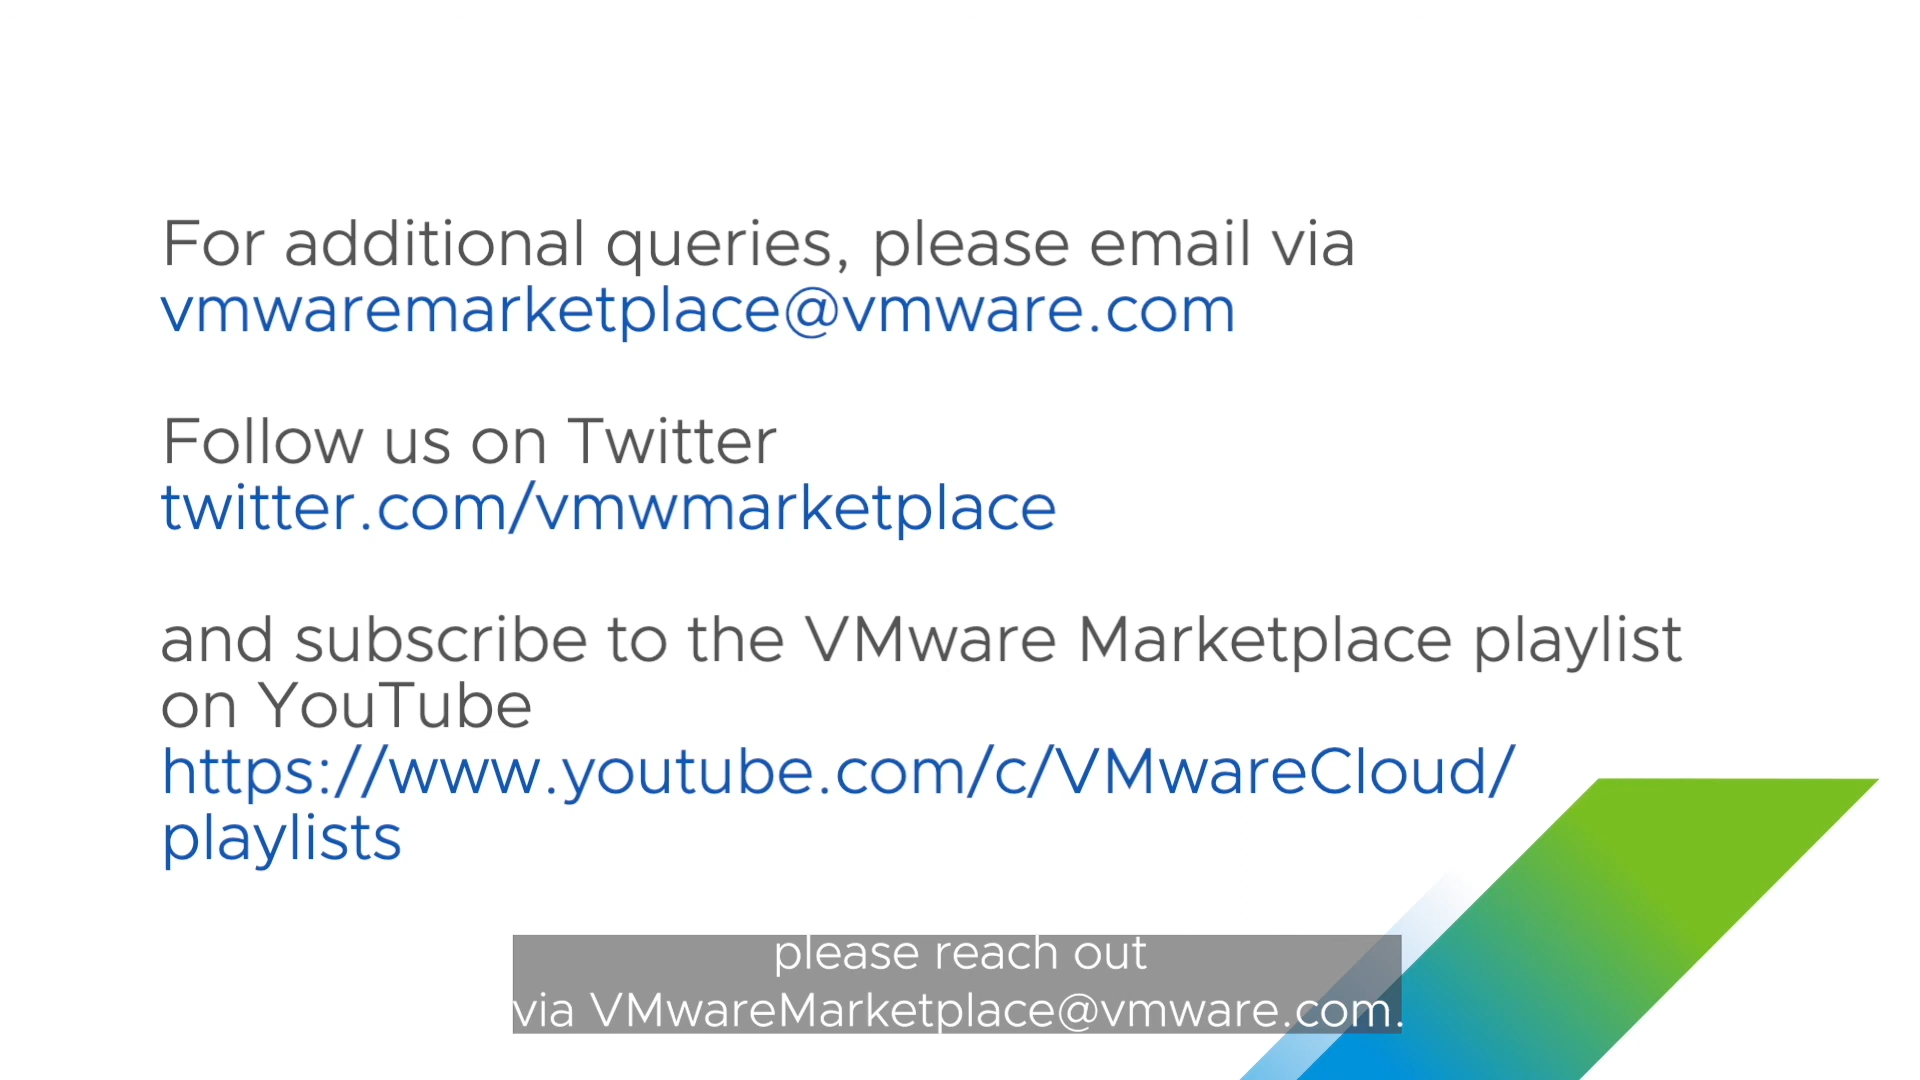 For additional queries, please email via
vmwaremarketplace@vmware.com
Follow us on Twitter
twitter.com/vmwmarketplace
and subscribe to the VMware Marketplace playlist
on YouTube
https://www.youtube.com/c/VMwareCloud/
playlists
please reach out
via VMwareMarketplace@vmware.com.